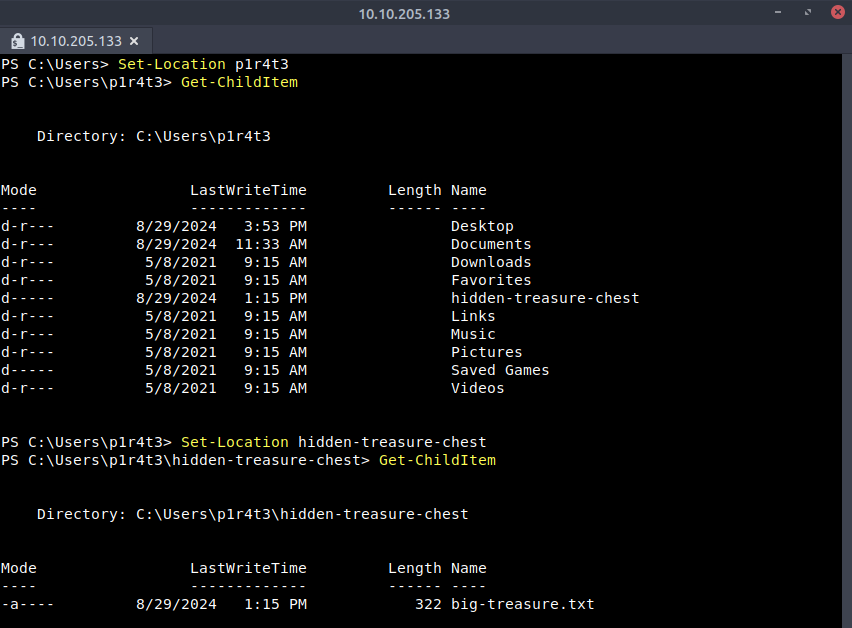 10.10.205.133
10.10.205.133
PS C:\Users> Set-Location p1r4t3
PS C:\Users\p1r4t3> Get-ChildItem
Directory: C:\Users\p1r4t3
Mode                 LastWriteTime         Length Name
----                 -------------         ------ ----
d-r---         8/29/2024   3:53 PM                Desktop
d-r---         8/29/2024  11:33 AM                Documents
d-r---          5/8/2021   9:15 AM                Downloads
d-r---          5/8/2021   9:15 AM                Favorites
d-----         8/29/2024   1:15 PM                hidden-treasure-chest
d-r---          5/8/2021   9:15 AM                Links
d-r---          5/8/2021   9:15 AM                Music
d-r---          5/8/2021   9:15 AM                Pictures
d-----          5/8/2021   9:15 AM                Saved Games
d-r---          5/8/2021   9:15 AM                Videos
PS C:\Users\p1r4t3> Set-Location hidden-treasure-chest
PS C:\Users\p1r4t3\hidden-treasure-chest> Get-ChildItem
Directory: C:\Users\p1r4t3\hidden-treasure-chest
Mode                 LastWriteTime         Length Name
----                 -------------         ------ ----
-a----         8/29/2024   1:15 PM            322 big-treasure.txt